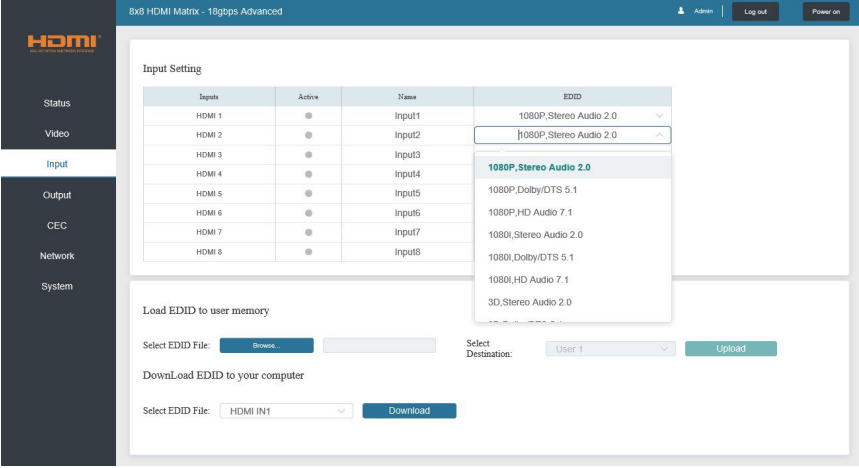 8x8 HDMI Matrix - 18gbps Advanced
Admin
Log out
Power on
HDMI
Status
Video
Input
Output
CEC
Network
System
Input Setting
Inputs Active Name EDID
HDMI 1 Input1 1080P,Stereo Audio 2.0
HDMI 2 Input2 1080P,Stereo Audio 2.0
HDMI 3 Input3
HDMI 4 Input4
HDMI 5 Input5
HDMI 6 Input6
HDMI 7 Input7
HDMI 8 Input8
1080P,Stereo Audio 2.0
1080P,Dolby/DTS 5.1
1080P,HD Audio 7.1
1080I,Stereo Audio 2.0
1080I,Dolby/DTS 5.1
1080I,HD Audio 7.1
3D,Stereo Audio 2.0
Load EDID to user memory
Select EDID File: Browse...
Select
Destination: User 1 Upload
DownLoad EDID to your computer
Select EDID File: HDMI IN1 Download